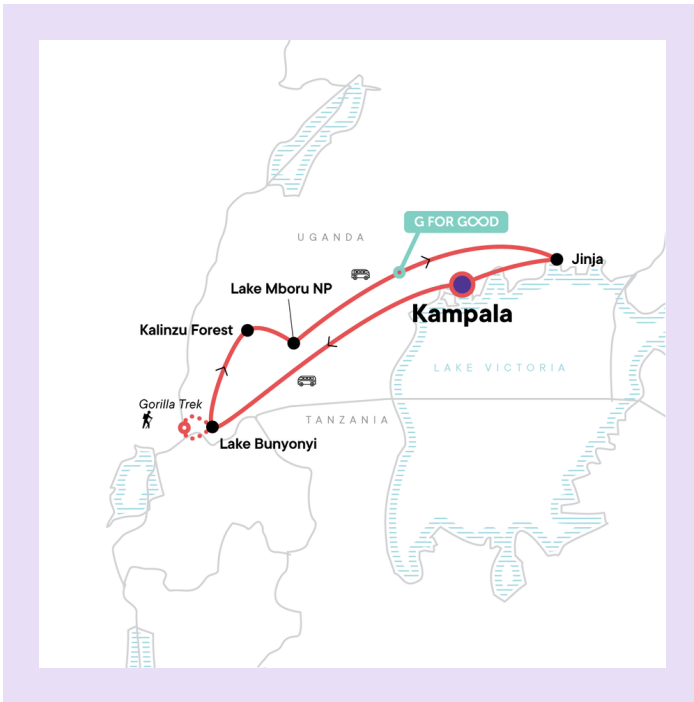 G FOR GOOD
UGANDA
Jinja
Lake Mboru NP
Kampala
Kalinzu Forest
LAKE VICTORIA
Gorilla Trek
TANZANIA
Lake Bunyonyi